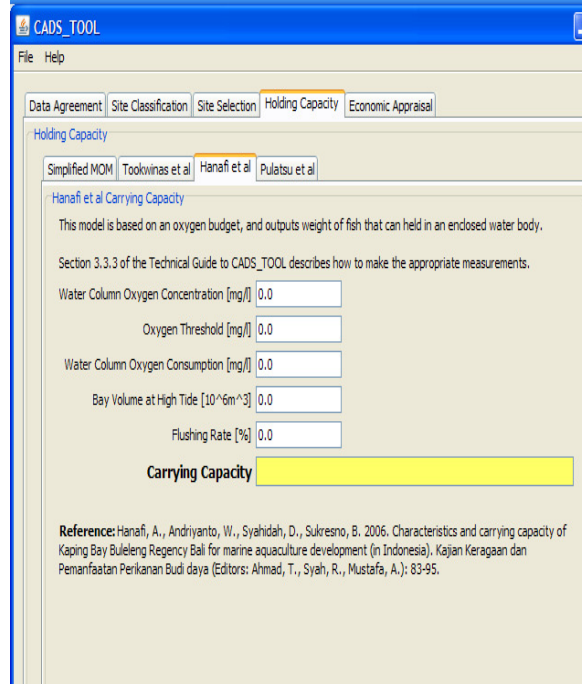 CADS_TOOL
File Help
Data Agreement Site Classification Site Selection Holding Capacity Economic Appraisal
Holding Capacity
Simplified MOM Tookwinas et al Hanafi et al Pulatsu et al
Hanafi et al Carrying Capacity
This model is based on an oxygen budget, and outputs weight of fish that can held in an enclosed water body.
Section 3.3.3 of the Technical Guide to CADS_TOOL describes how to make the appropriate measurements.
Water Column Oxygen Concentration [mg/l] 0.0
Oxygen Threshold [mg/l] 0.0
Water Column Oxygen Consumption [mg/l] 0.0
Bay Volume at High Tide [10^6m^3] 0.0
Flushing Rate [%] 0.0
Carrying Capacity
Reference: Hanafi, A., Andriyanto, W., Syahidah, D., Sukresno, B. 2006. Characteristics and carrying capacity of
Kaping Bay Buleleng Regency Bali for marine aquaculture development (in Indonesia). Kajian Keragaan dan
Pemanfaatan Perikanan Budi daya (Editors: Ahmad, T., Syah, R., Mustafa, A.): 83-95.